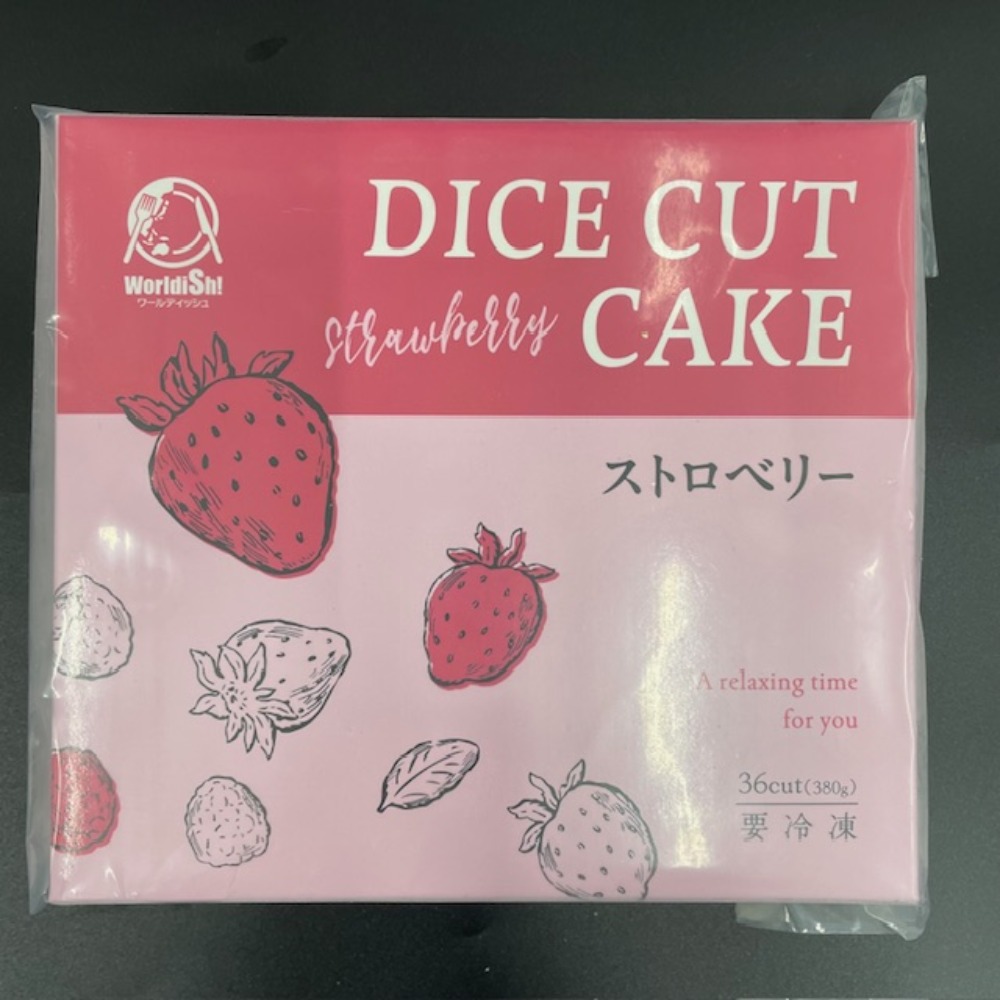 WorldiSh!
ワールディッシュ
DICE CUT
Strawberry CAKE
ストロベリー
A relaxing time
for you
36cut(380g)
要冷凍